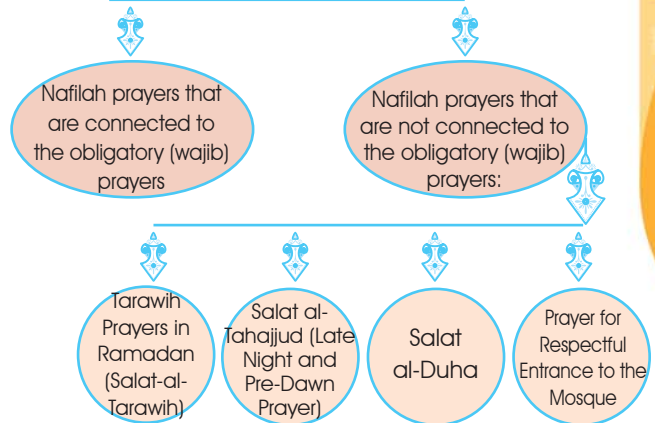 Nafilah prayers that
are connected to
the obligatory (wajib)
prayers
Nafilah prayers that
are not connected to
the obligatory (wajib)
prayers:
Tarawih
Prayers in
Ramadan
(Salat-al-
Tarawih)
Salat al-
Tahajjud (Late
Night and
Pre-Dawn
Prayer)
Salat
al-Duha
Prayer for
Respectful
Entrance to the
Mosque